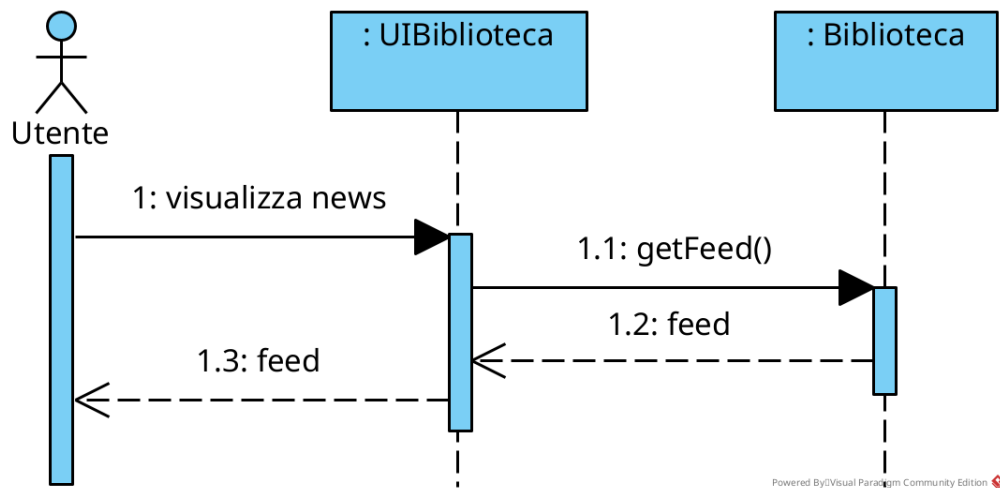 : UIBiblioteca
: Biblioteca
Utente
1: visualizza news
1.1: getFeed()
1.2: feed
1.3: feed
Powered By Visual Paradigm Community Edition